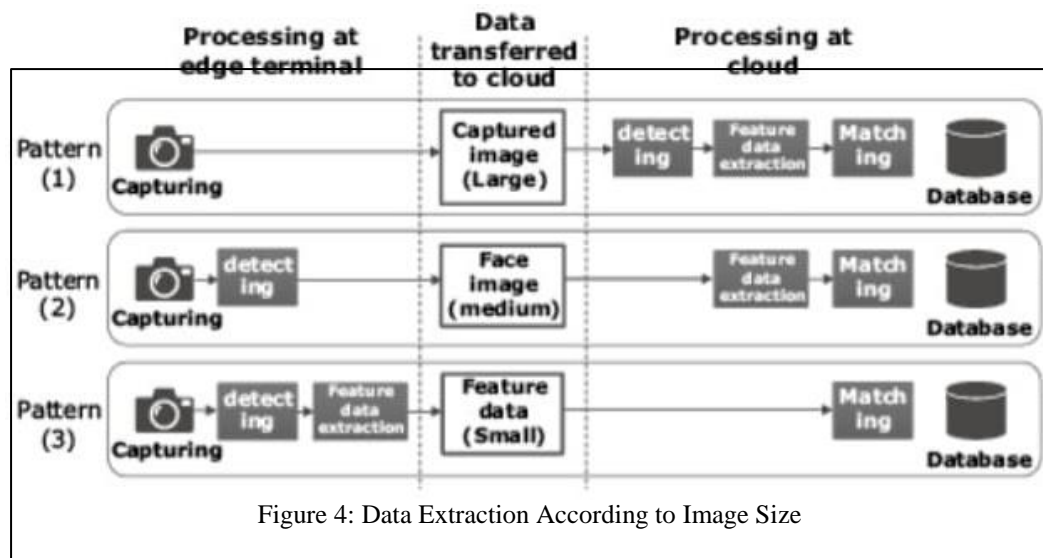 Processing at
edge terminal
Data
transferred
to cloud
Processing at
cloud
Pattern
(1)
Capturing
Captured
image
(Large)
detect
ing
Feature
data
extraction
Match
ing
Database
Pattern
(2)
Capturing
detect
ing
Face
image
(medium)
Feature
data
extraction
Match
ing
Database
Pattern
(3)
Capturing
detect
ing
Feature
data
extraction
Feature
data
(Small)
Match
ing
Database
Figure 4: Data Extraction According to Image Size